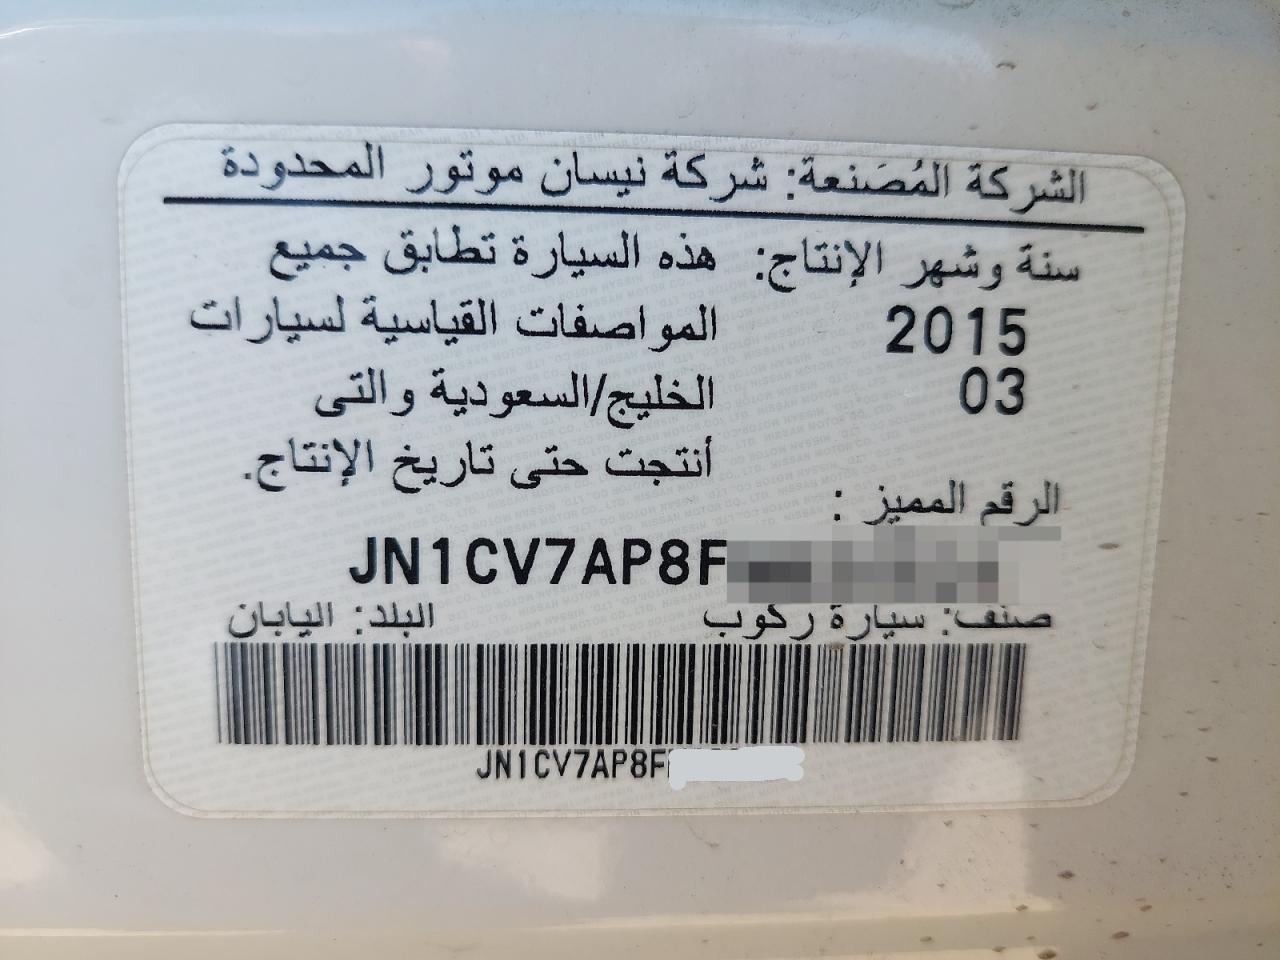 الشركة المُصَنعة: شركة نيسان موتور المحدودة
سنة وشهر الإنتاج:
2015
03
هذه السيارة تطابق جميع
المواصفات القياسية لسيارات
الخليج/السعودية والتى
أنتجت حتى تاريخ الإنتاج.
الرقم المميز :
JN1CV7AP8F
صنف: سيارة ركوب
البلد: اليابان
JN1CV7AP8F